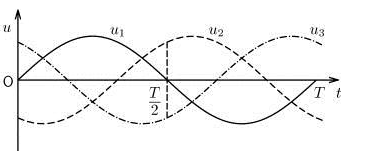 u u₁ u₂ u₃
O T/2 T t